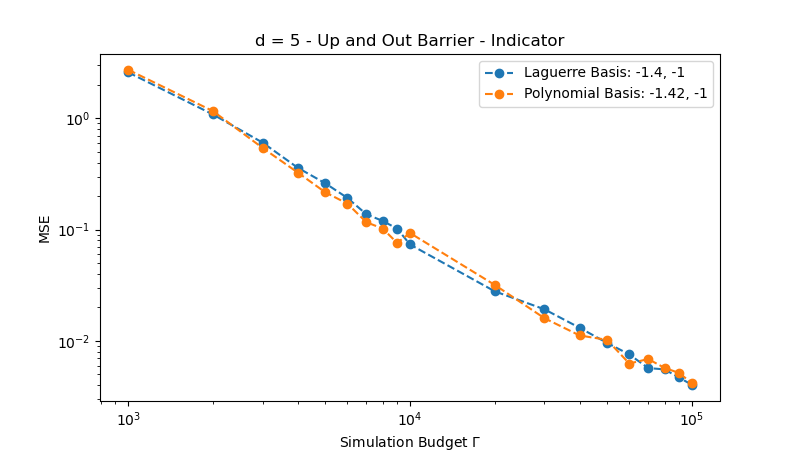 d = 5 - Up and Out Barrier - Indicator
Laguerre Basis: -1.4, -1
Polynomial Basis: -1.42, -1
MSE
10⁰
10⁻¹
10⁻²
10³
10⁴
10⁵
Simulation Budget Γ